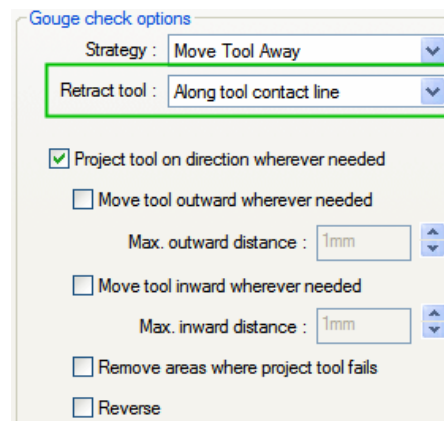 Gouge check options
Strategy : Move Tool Away
Retract tool : Along tool contact line
Project tool on direction wherever needed
Move tool outward wherever needed
Max. outward distance : 1mm
Move tool inward wherever needed
Max. inward distance : 1mm
Remove areas where project tool fails
Reverse